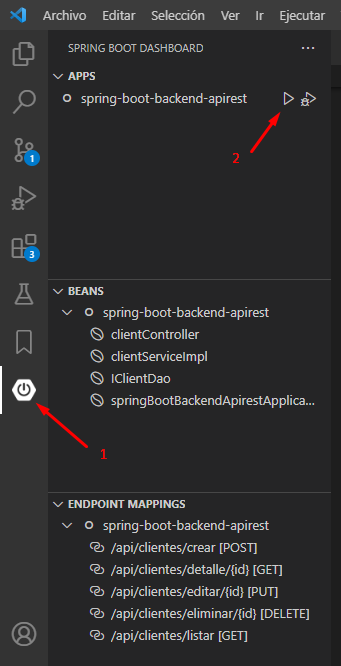 Archivo Editar Selección Ver Ir Ejecutar
SPRING BOOT DASHBOARD ...
APPS
spring-boot-backend-apirest
2
1
3
BEANS
spring-boot-backend-apirest
clientController
clientServiceImpl
IClientDao
springBootBackendApirestApplica...
1
ENDPOINT MAPPINGS
spring-boot-backend-apirest
/api/clientes/crear [POST]
/api/clientes/detalle/{id} [GET]
/api/clientes/editar/{id} [PUT]
/api/clientes/eliminar/{id} [DELETE]
/api/clientes/listar [GET]